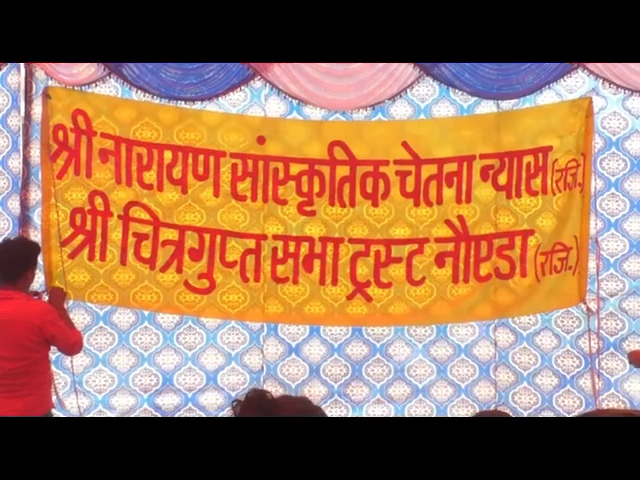 श्री नारायण सांस्कृतिक चेतना न्यास (रजि.)
श्री चित्रगुप्त सभा ट्रस्ट नौएडा (रजि.)